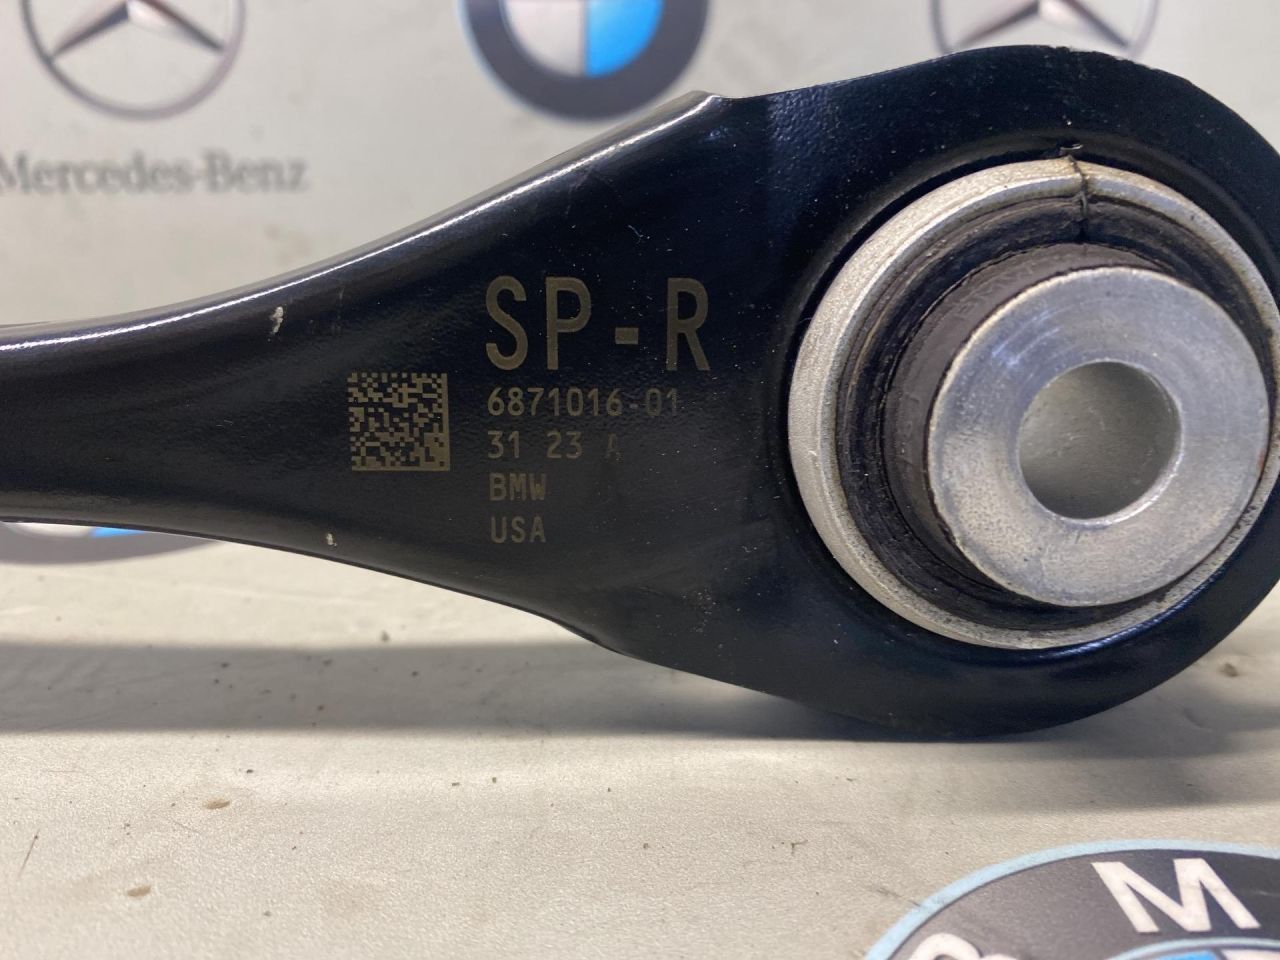 Mercedes-Benz
SP-R
6871016-01
31 23 A
BMW
USA
M